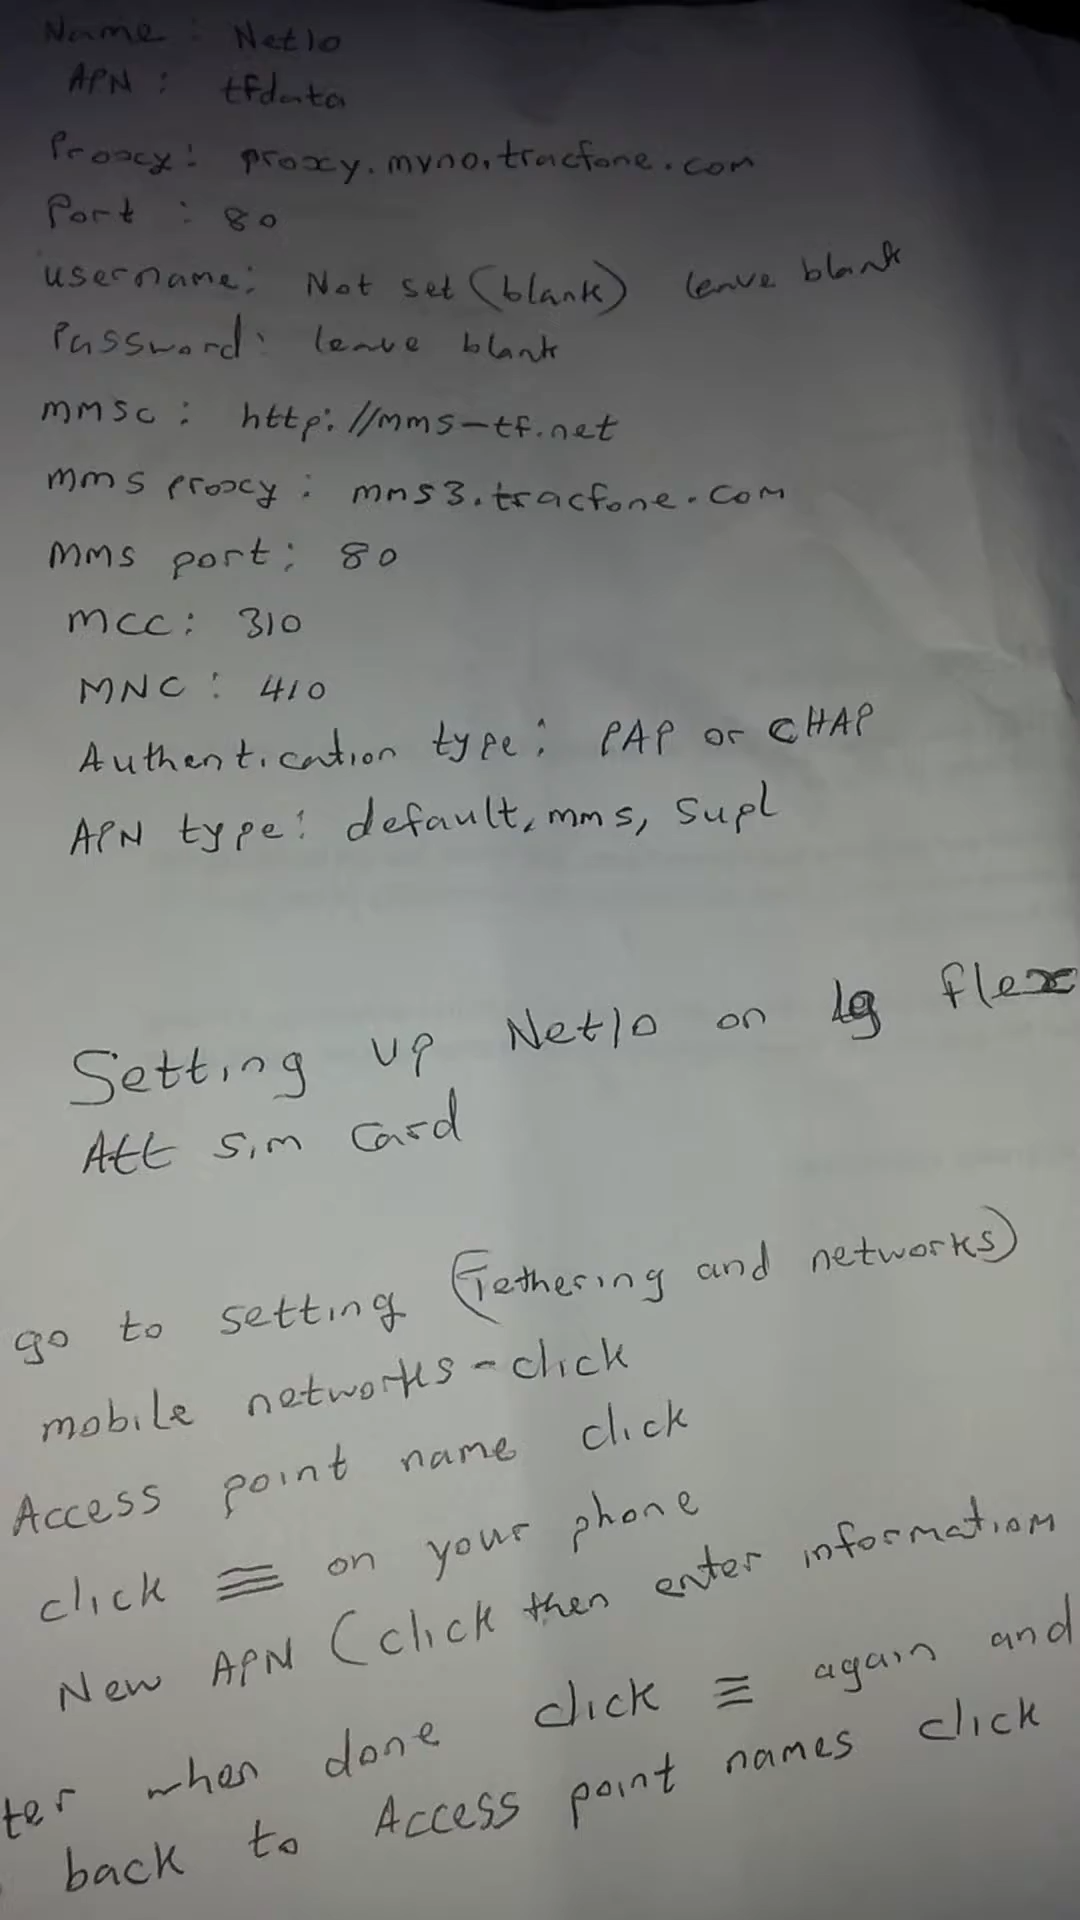 Name : Net10
APN : tfdata
Proxy: proxy.mvno.tracfone.com
Port : 80
username: Not set (blank) leave blank
Password: leave blank
mmsc : http://mms-tf.net
mms proxy : mms3.tracfone.com
mms port: 80
mcc: 310
MNC : 410
Authentication type: PAP or CHAP
APN type: default, mms, supl
Setting up Net10 on lg flex
Att sim card
go to setting (Tethering and networks)
mobile networks - click
Access point name click
click ≡ on your phone
New APN (click then enter information
ter when done click ≡ again and
back to Access point names click